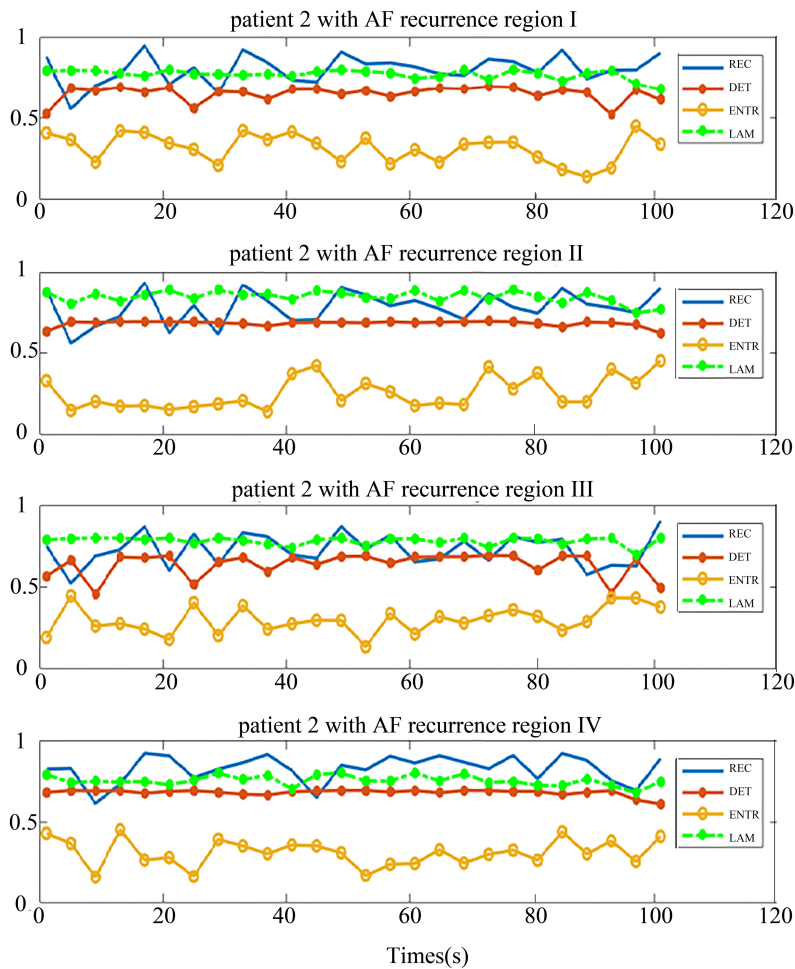 patient 2 with AF recurrence region I
1
0.5
0
0 20 40 60 80 100 120
REC
DET
ENTR
LAM
patient 2 with AF recurrence region II
1
0.5
0
0 20 40 60 80 100 120
REC
DET
ENTR
LAM
patient 2 with AF recurrence region III
1
0.5
0
0 20 40 60 80 100 120
REC
DET
ENTR
LAM
patient 2 with AF recurrence region IV
1
0.5
0
0 20 40 60 80 100 120
REC
DET
ENTR
LAM
Times(s)